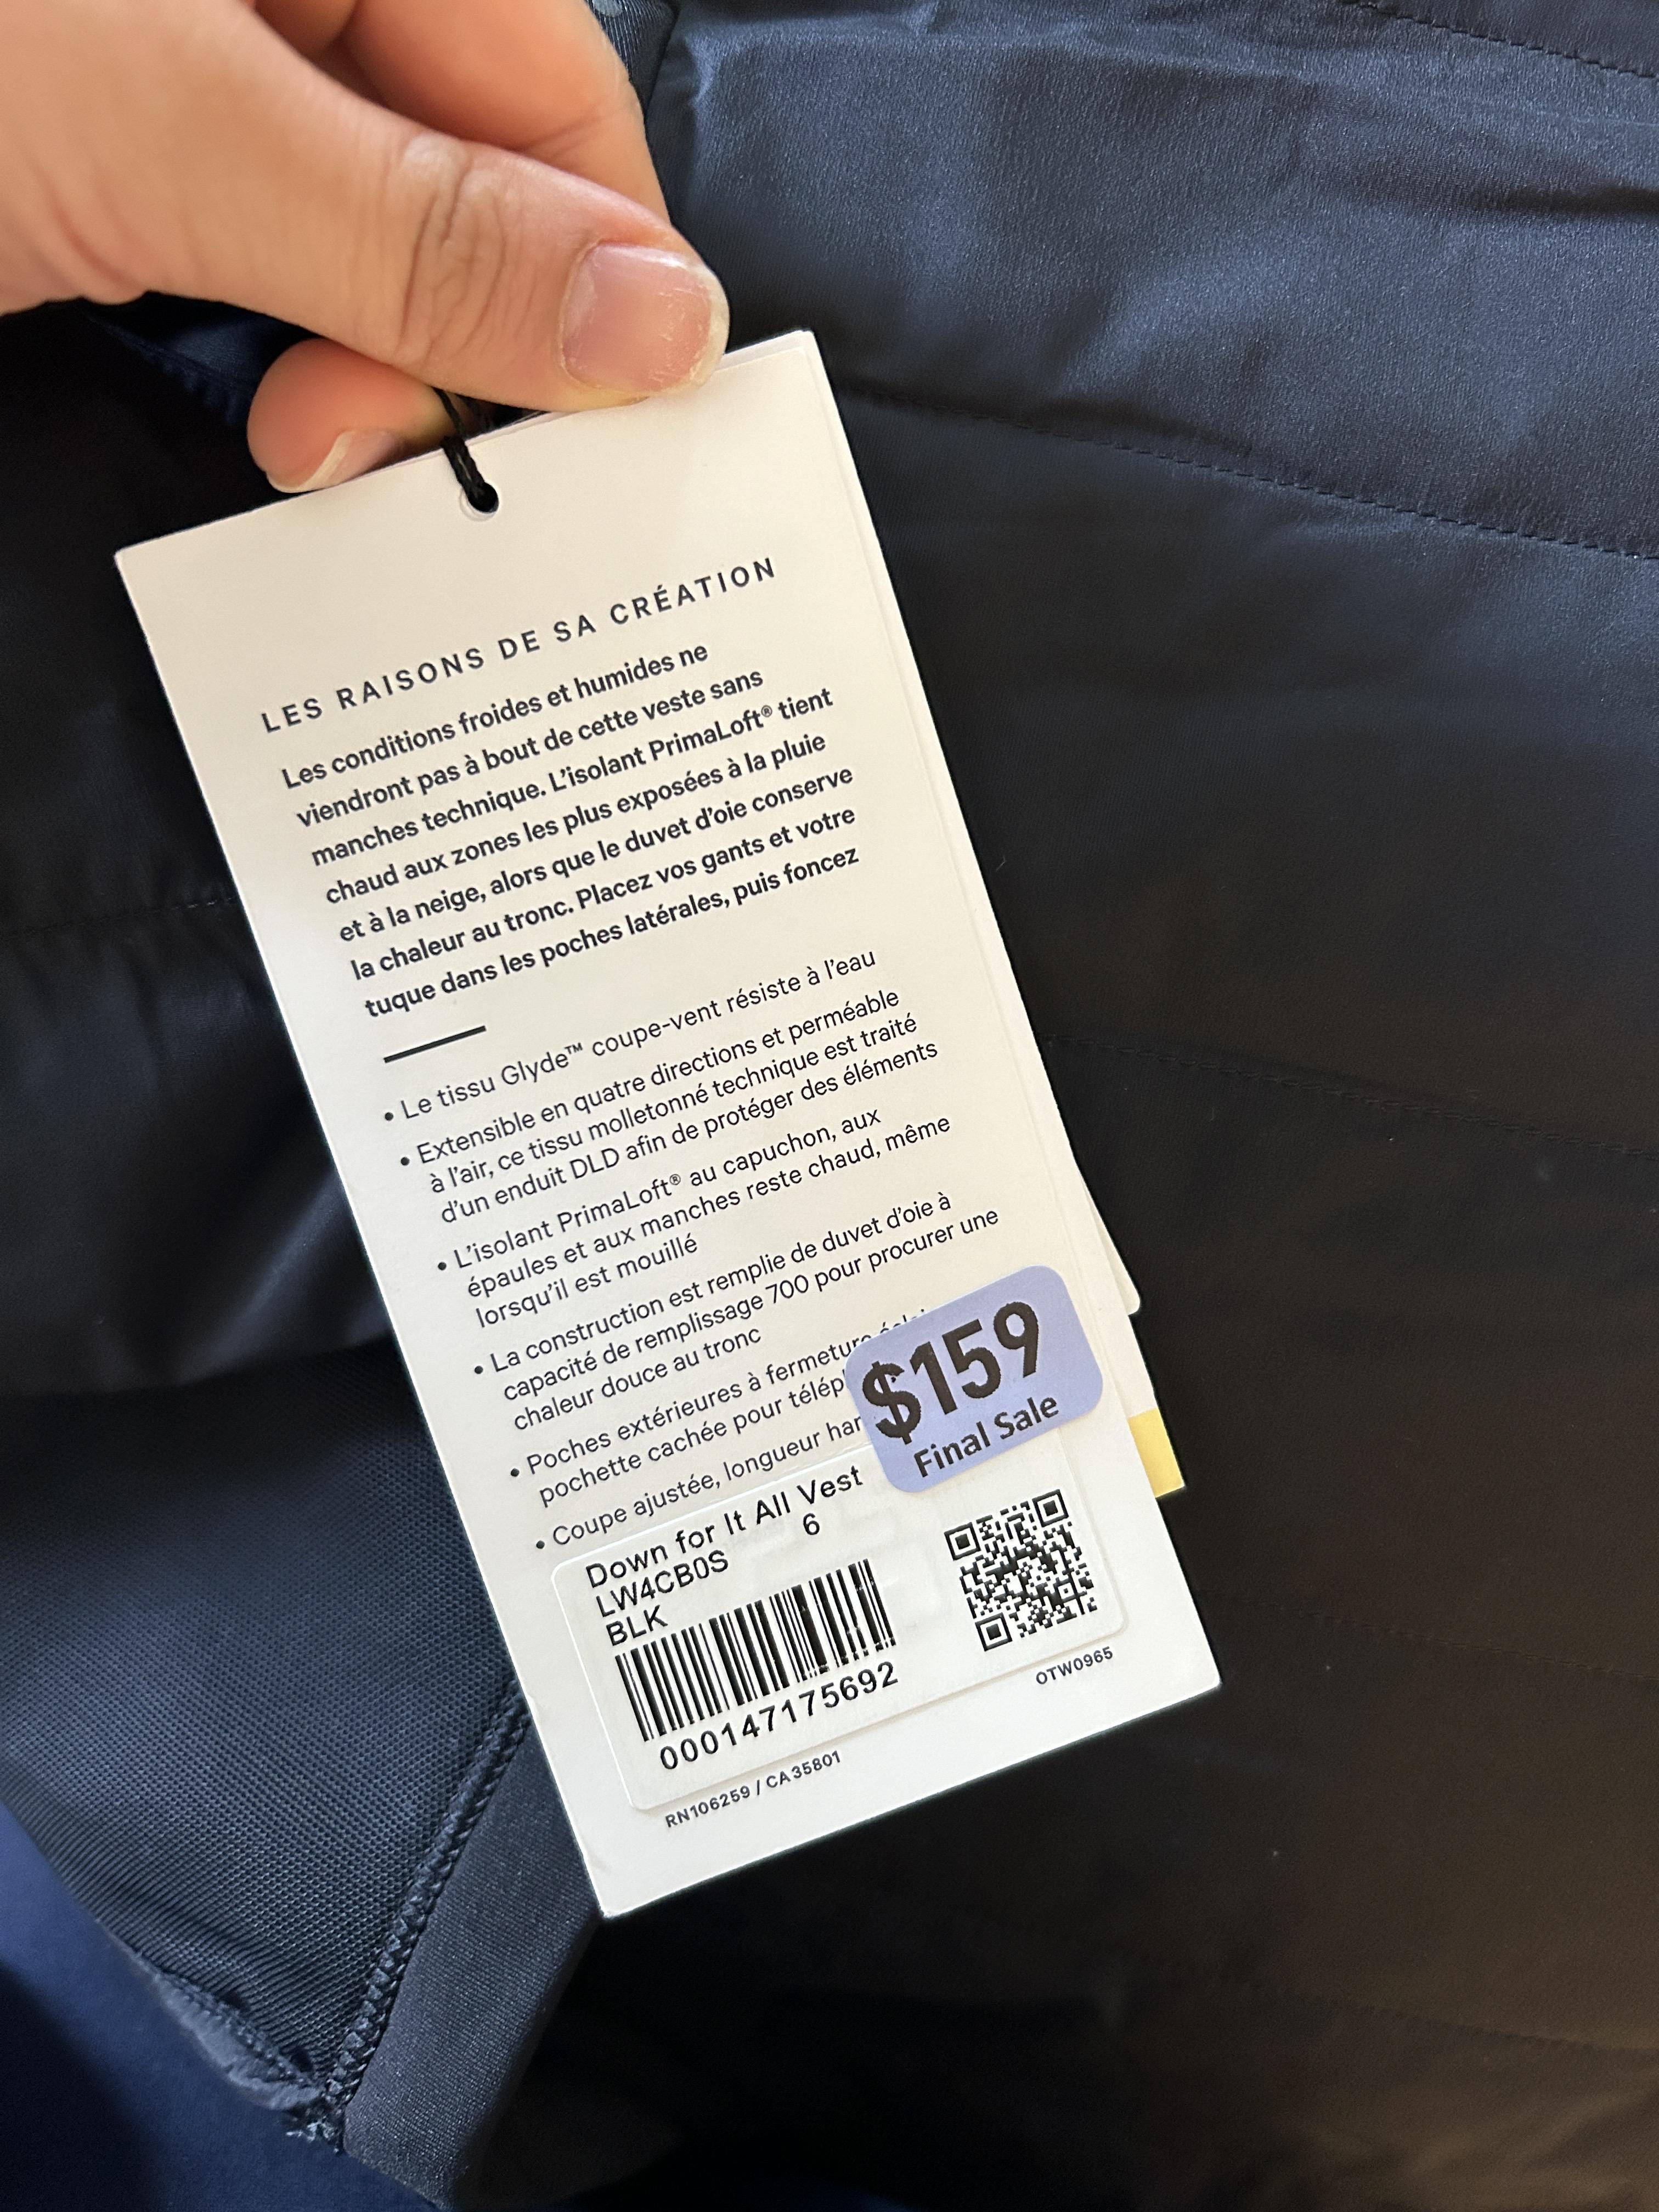 LES RAISONS DE SA CRÉATION
Les conditions froides et humides ne
viendront pas à bout de cette veste sans
manches technique. L'isolant PrimaLoft® tient
chaud aux zones les plus exposées à la pluie
et à la neige, alors que le duvet d'oie conserve
la chaleur au tronc. Placez vos gants et votre
tuque dans les poches latérales, puis foncez
• Le tissu Glyde™ coupe-vent résiste à l'eau
• Extensible en quatre directions et perméable
à l'air, ce tissu molletonné technique est traité
d'un enduit DLD afin de protéger des éléments
• L'isolant PrimaLoft® au capuchon, aux
épaules et aux manches reste chaud, même
lorsqu'il est mouillé
• La construction est remplie de duvet d'oie à
capacité de remplissage 700 pour procurer une
chaleur douce au tronc
• Poches extérieures à fermeture
pochette cachée pour
• Coupe ajustée, longueur
$159
Final Sale
Down for It All Vest
LW4CB0S 6
BLK
000147175692
OTW0965
RN106259 / CA35801